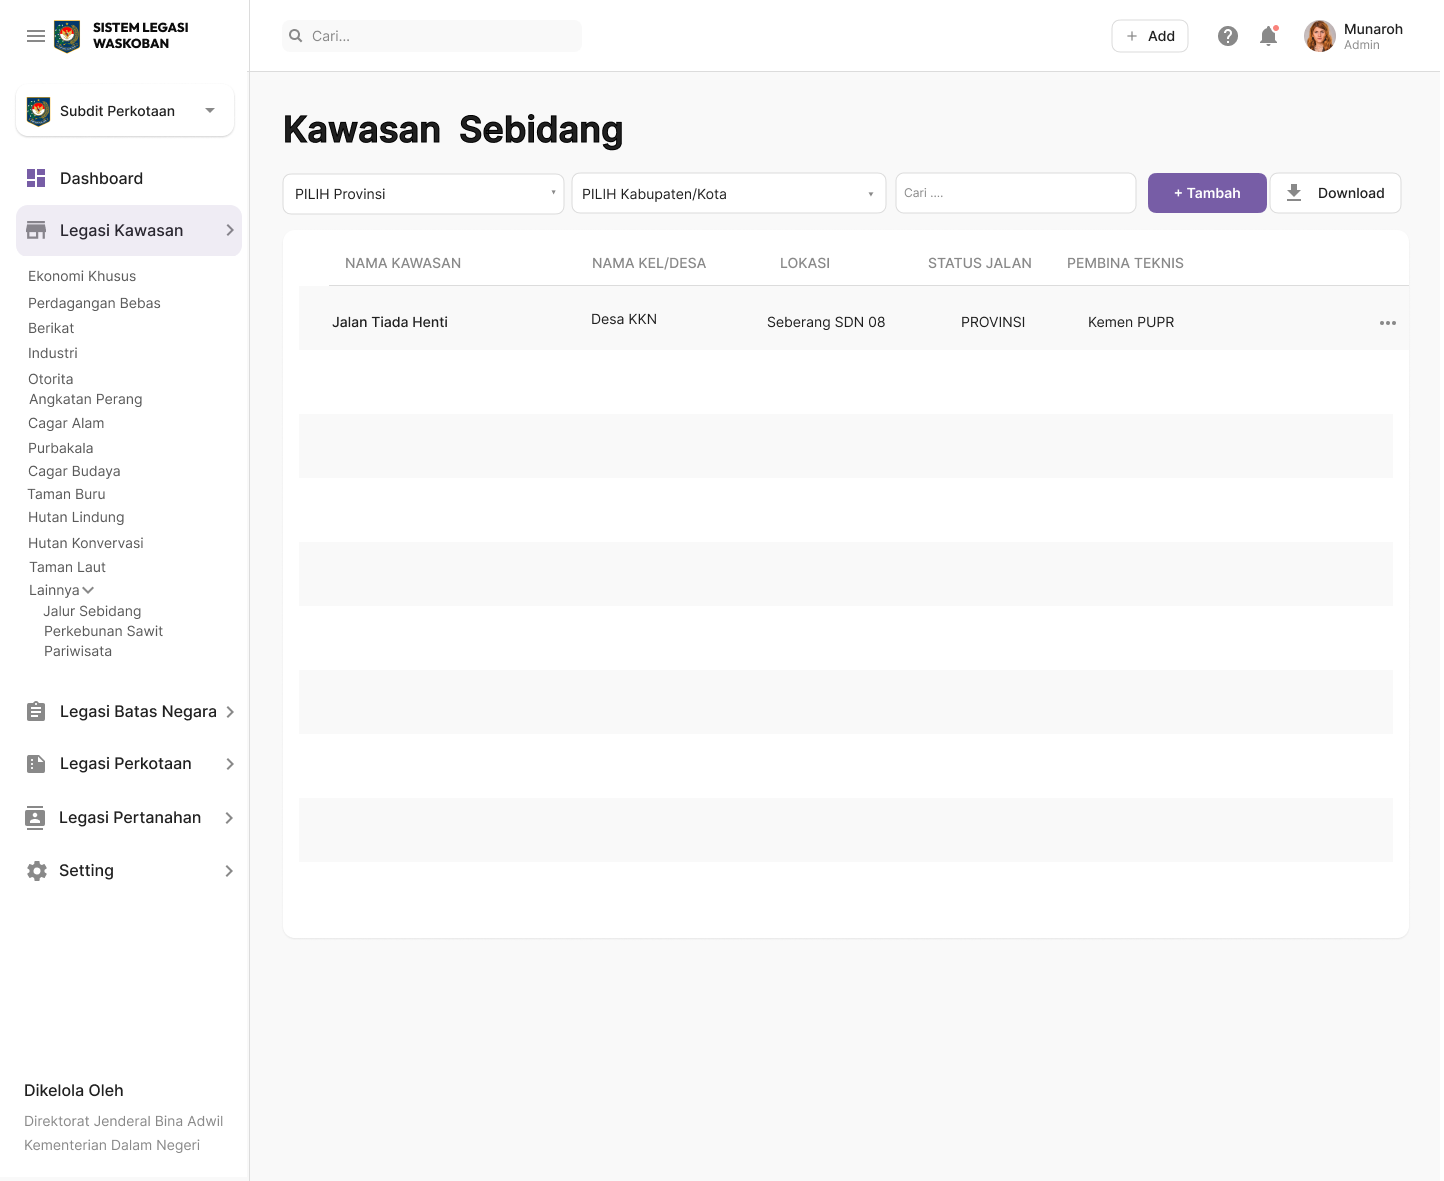 SISTEM LEGASI
WASKOBAN
Cari...
Add
Munaroh
Admin
Subdit Perkotaan
Dashboard
Legasi Kawasan
Ekonomi Khusus
Perdagangan Bebas
Berikat
Industri
Otorita
Angkatan Perang
Cagar Alam
Purbakala
Cagar Budaya
Taman Buru
Hutan Lindung
Hutan Konvervasi
Taman Laut
Lainnya
Jalur Sebidang
Perkebunan Sawit
Pariwisata
Legasi Batas Negara
Legasi Perkotaan
Legasi Pertanahan
Setting
Dikelola Oleh
Direktorat Jenderal Bina Adwil
Kementerian Dalam Negeri
Kawasan Sebidang
PILIH Provinsi
PILIH Kabupaten/Kota
Cari ....
+ Tambah
Download
NAMA KAWASAN NAMA KEL/DESA LOKASI STATUS JALAN PEMBINA TEKNIS
Jalan Tiada Henti Desa KKN Seberang SDN 08 PROVINSI Kemen PUPR